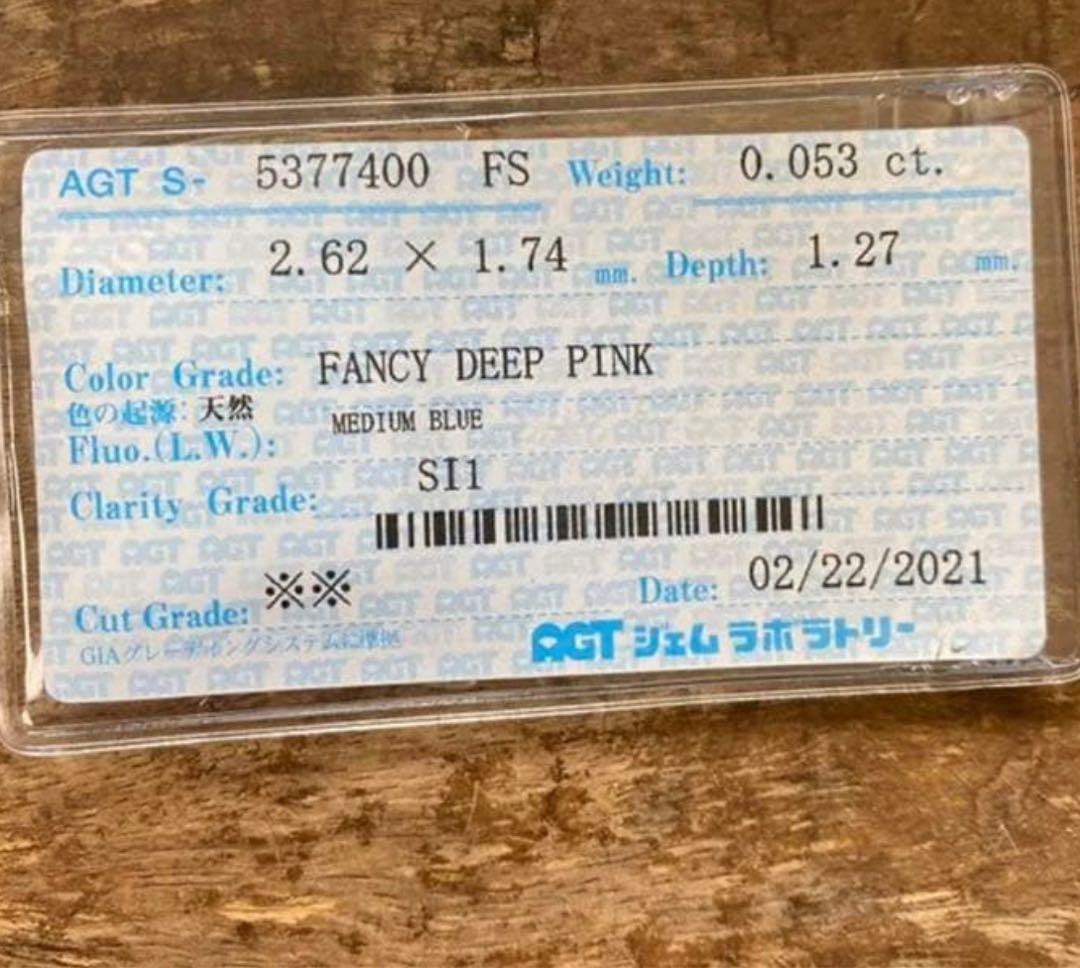 AGT S- 5377400 FS Weight: 0.053 ct.
Diameter: 2.62 × 1.74 mm. Depth: 1.27 mm.
Color Grade: FANCY DEEP PINK
色の起源: 天然
Fluo.(L.W.): MEDIUM BLUE
Clarity Grade: SI1
Cut Grade: ※※ Date: 02/22/2021
GIAグレーディングシステムに準拠
AGT ジェムラボラトリー